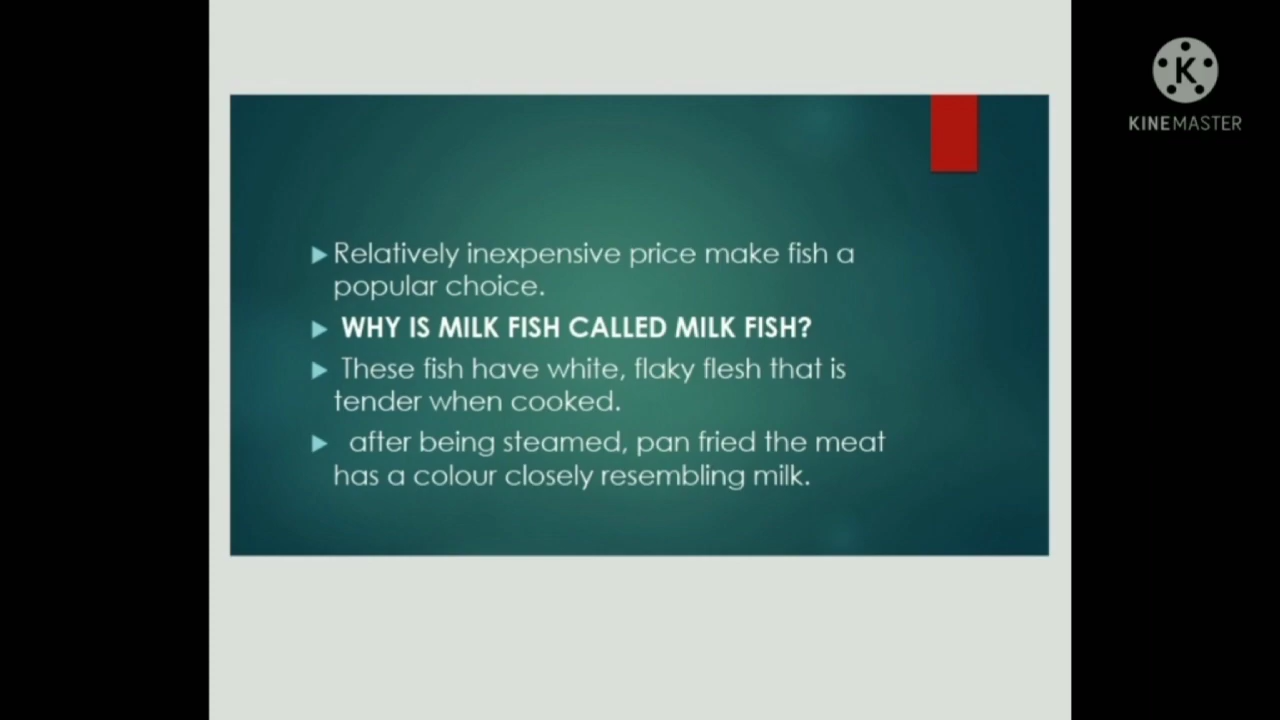 K
KINEMASTER
Relatively inexpensive price make fish a
popular choice.
WHY IS MILK FISH CALLED MILK FISH?
These fish have white, flaky flesh that is
tender when cooked.
after being steamed, pan fried the meat
has a colour closely resembling milk.